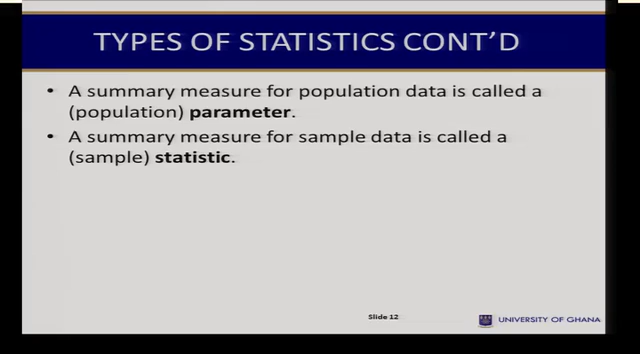 TYPES OF STATISTICS CONT'D
• A summary measure for population data is called a
(population) parameter.
• A summary measure for sample data is called a
(sample) statistic.
Slide 12
UNIVERSITY OF GHANA